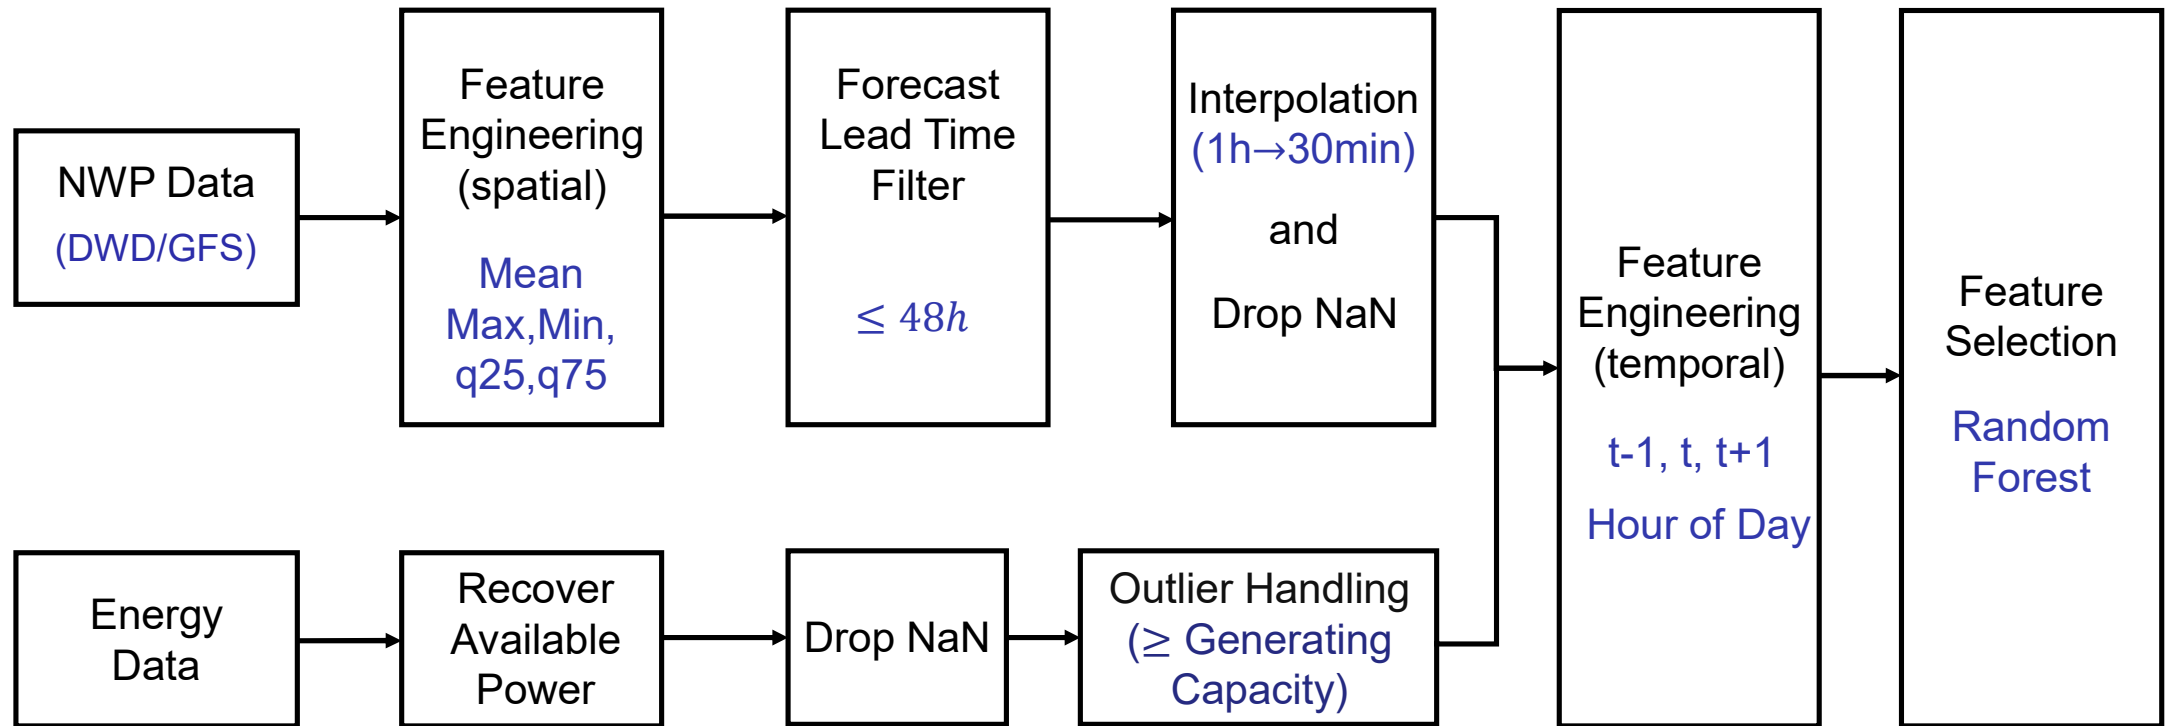 NWP Data
(DWD/GFS)
Feature
Engineering
(spatial)
Mean
Max,Min,
q25,q75
Forecast
Lead Time
Filter
≤ 48h
Interpolation
(1h→30min)
and
Drop NaN
Energy
Data
Recover
Available
Power
Drop NaN
Outlier Handling
(≥ Generating
Capacity)
Feature
Engineering
(temporal)
t-1, t, t+1
Hour of Day
Feature
Selection
Random
Forest